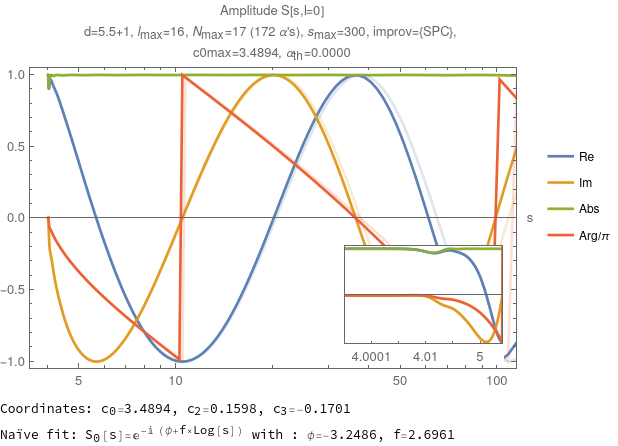 Amplitude S[s,l=0]
d=5.5+1, lmax=16, Nmax=17 (172 α's), smax=300, improv={SPC},
c0max=3.4894, αth=0.0000
1.0
0.5
0.0
-0.5
-1.0
s
5
10
50
100
4.0001
4.01
5
Re
Im
Abs
Arg/π
Coordinates: c₀=3.4894, c₂=0.1598, c₃=-0.1701
Naïve fit: S₀[s]=e^-i (ϕ+f×Log[s]) with : ϕ=-3.2486, f=2.6961